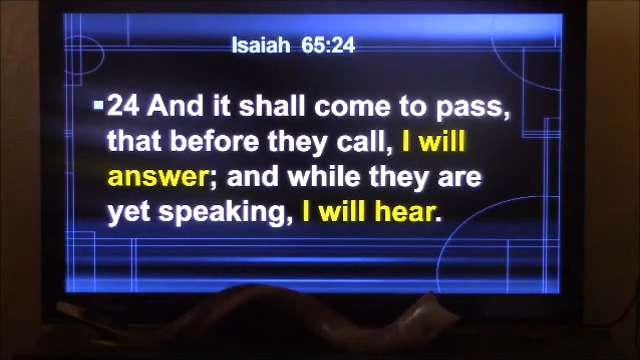 Isaiah 65:24
▪24 And it shall come to pass,
that before they call, I will
answer; and while they are
yet speaking, I will hear.